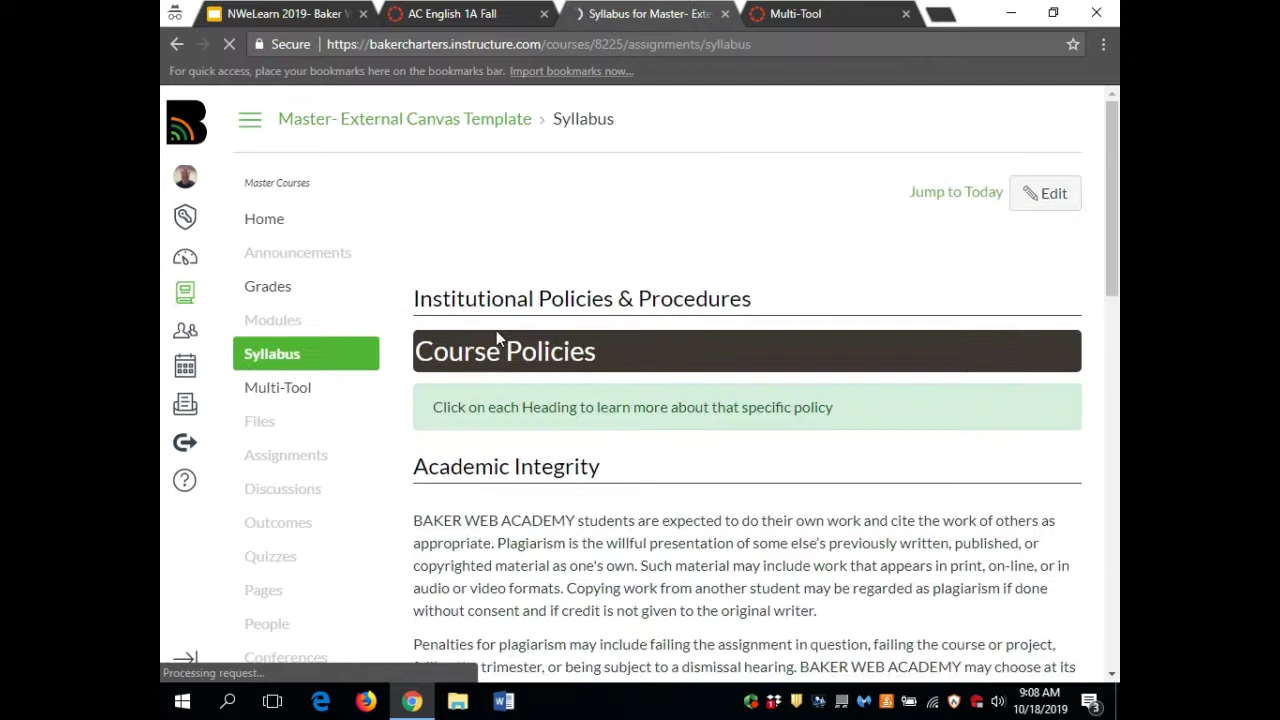 NWeLearn 2019- Baker
AC English 1A Fall
Syllabus for Master- Exte
Multi-Tool
Secure
https://bakercharters.instructure.com/courses/8225/assignments/syllabus
For quick access, place your bookmarks here on the bookmarks bar. Import bookmarks now...
Master- External Canvas Template > Syllabus
Master Courses
Jump to Today
Edit
Home
Announcements
Grades
Modules
Syllabus
Multi-Tool
Files
Assignments
Discussions
Outcomes
Quizzes
Pages
People
Conferences
Institutional Policies & Procedures
Course Policies
Click on each Heading to learn more about that specific policy
Academic Integrity
BAKER WEB ACADEMY students are expected to do their own work and cite the work of others as
appropriate. Plagiarism is the willful presentation of some else's previously written, published, or
copyrighted material as one's own. Such material may include work that appears in print, on-line, or in
audio or video formats. Copying work from another student may be regarded as plagiarism if done
without consent and if credit is not given to the original writer.
Penalties for plagiarism may include failing the assignment in question, failing the course or project,
trimester, or being subject to a dismissal hearing. BAKER WEB ACADEMY may choose at its
Processing request...
9:08 AM
10/18/2019
3